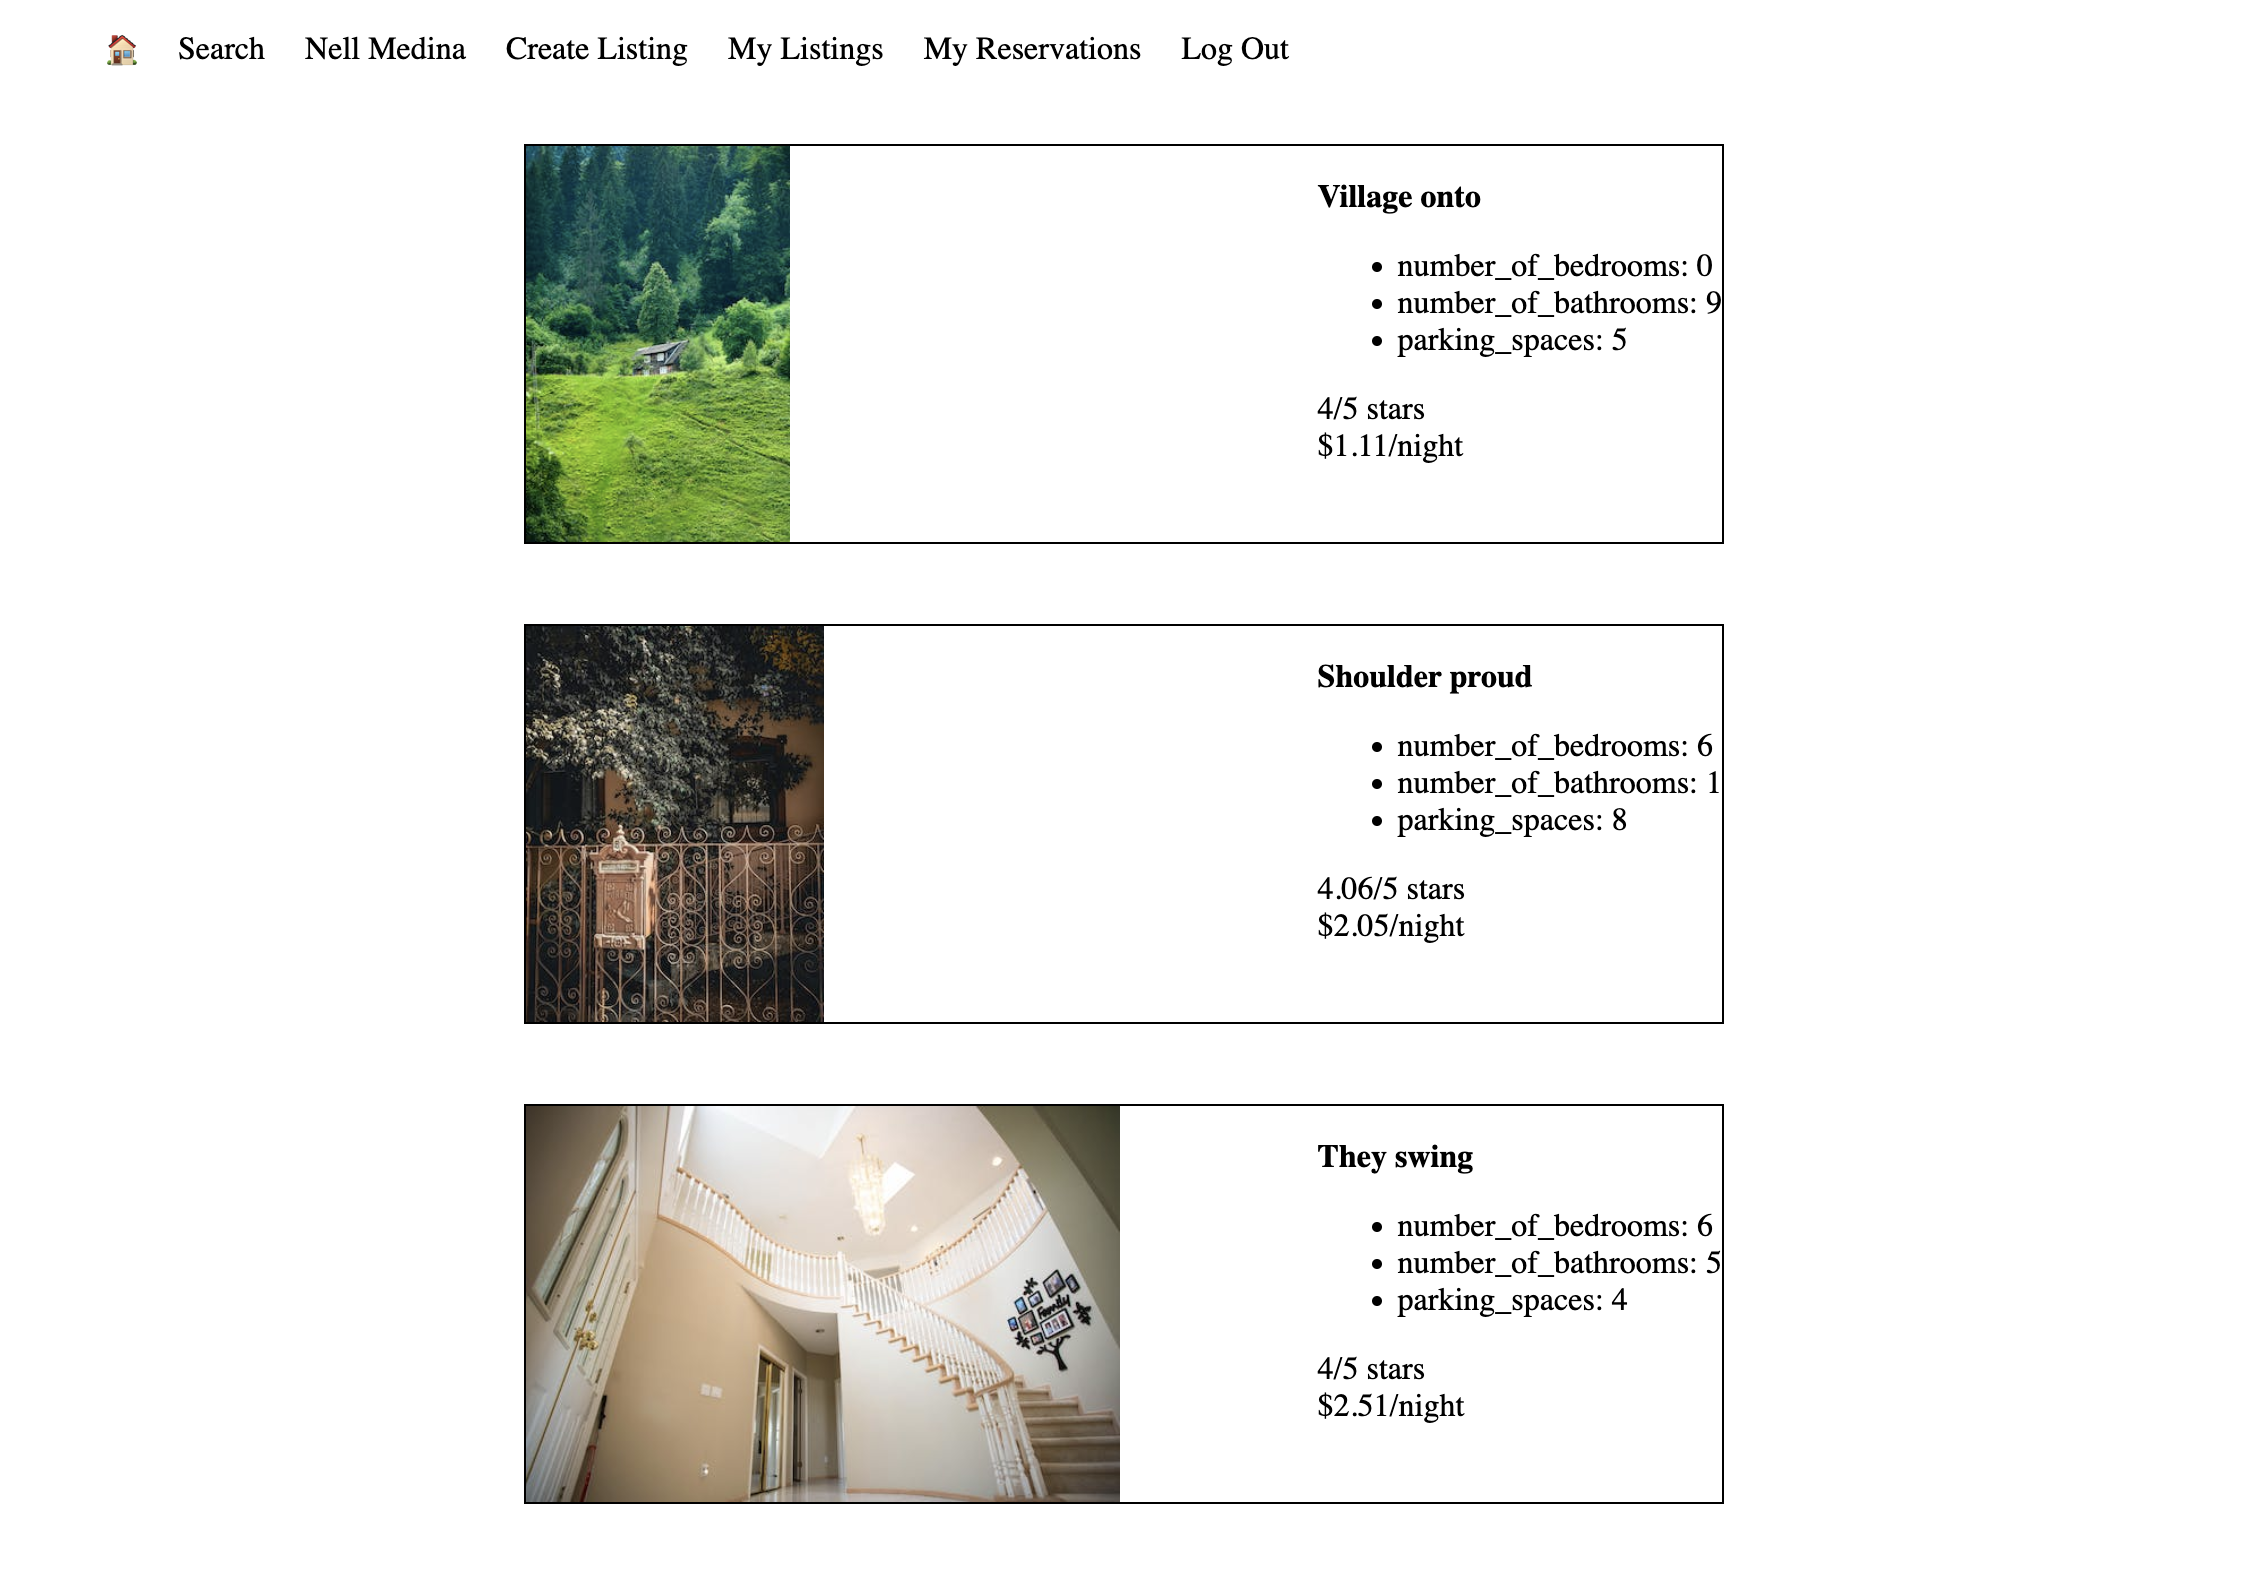 Search Nell Medina Create Listing My Listings My Reservations Log Out
Village onto
number_of_bedrooms: 0
number_of_bathrooms: 9
parking_spaces: 5
4/5 stars
$1.11/night
Shoulder proud
number_of_bedrooms: 6
number_of_bathrooms: 1
parking_spaces: 8
4.06/5 stars
$2.05/night
Family
They swing
number_of_bedrooms: 6
number_of_bathrooms: 5
parking_spaces: 4
4/5 stars
$2.51/night